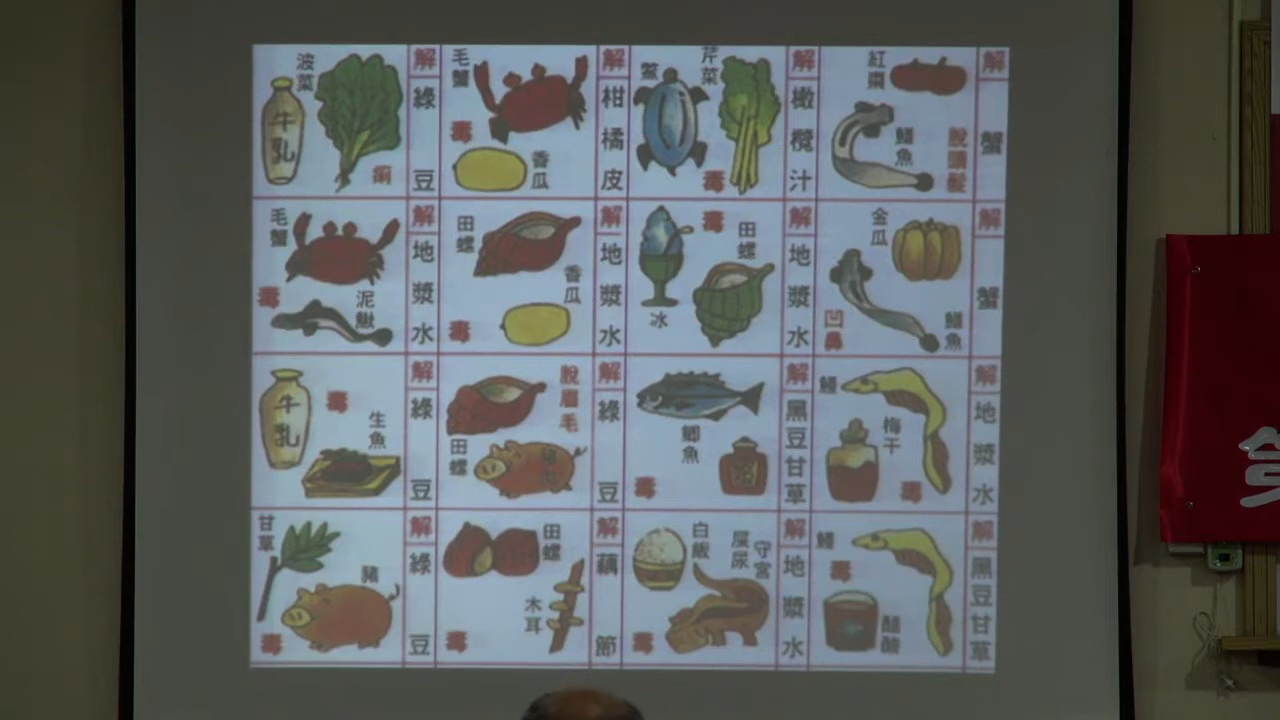 波菜
牛乳
痢
解綠豆
毛蟹
毒
香瓜
解柑橘皮
鱉
芹菜
毒
解橄欖汁
紅棗
鱔魚
脫頭髮
解蟹
毛蟹
毒
泥鰍
解地漿水
田螺
香瓜
毒
解地漿水
毒
田螺
冰
解地漿水
金瓜
凹鼻
鱔魚
解蟹
牛乳
毒
生魚
解綠豆
脫眉毛
田螺
豬肉
解綠豆
鯽魚
毒
酒
解黑豆甘草
鰻
梅干
毒
解地漿水
甘草
豬
毒
解綠豆
田螺
木耳
毒
解藕節
白飯
守宮
屎尿
毒
解地漿水
鰻
毒
醋酸
解黑豆甘草